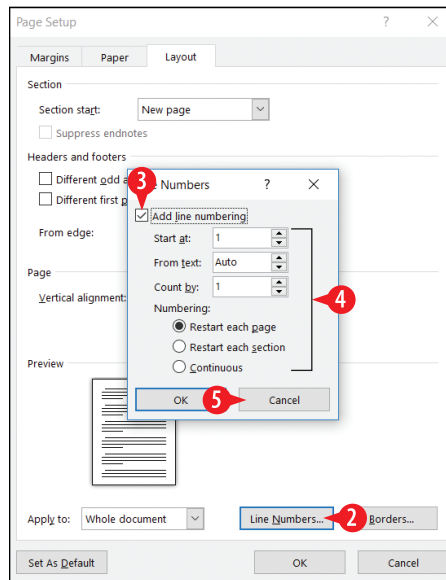 Page Setup ? ×
Margins Paper Layout
Section
Section start: New page
Suppress endnotes
Headers and footers
Different odd a
Different first p
From edge:
Page
Vertical alignment:
Preview
Numbers ? ×
3
Add line numbering
Start at: 1
From text: Auto
Count by: 1
4
Numbering:
Restart each page
Restart each section
Continuous
OK 5 Cancel
Apply to: Whole document Line Numbers... 2 Borders...
Set As Default OK Cancel